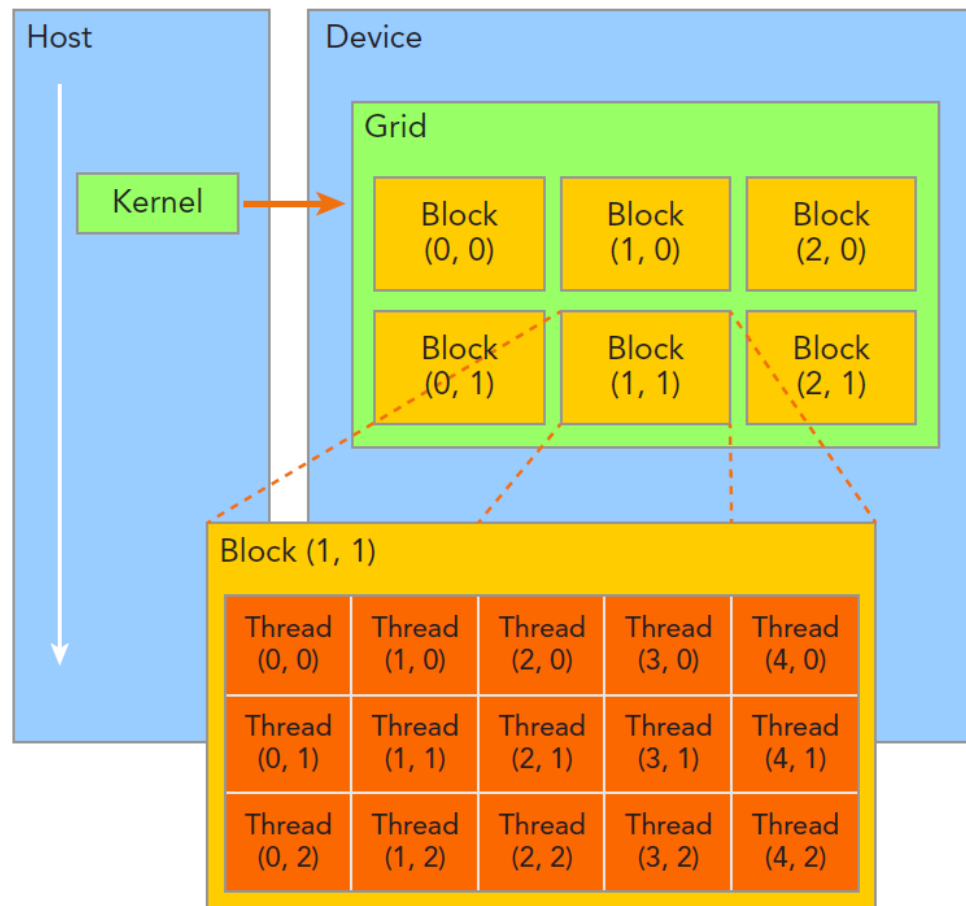 Host
Device
Grid
Kernel
Block
(0, 0)
Block
(1, 0)
Block
(2, 0)
Block
(0, 1)
Block
(1, 1)
Block
(2, 1)
Block (1, 1)
Thread
(0, 0)
Thread
(1, 0)
Thread
(2, 0)
Thread
(3, 0)
Thread
(4, 0)
Thread
(0, 1)
Thread
(1, 1)
Thread
(2, 1)
Thread
(3, 1)
Thread
(4, 1)
Thread
(0, 2)
Thread
(1, 2)
Thread
(2, 2)
Thread
(3, 2)
Thread
(4, 2)